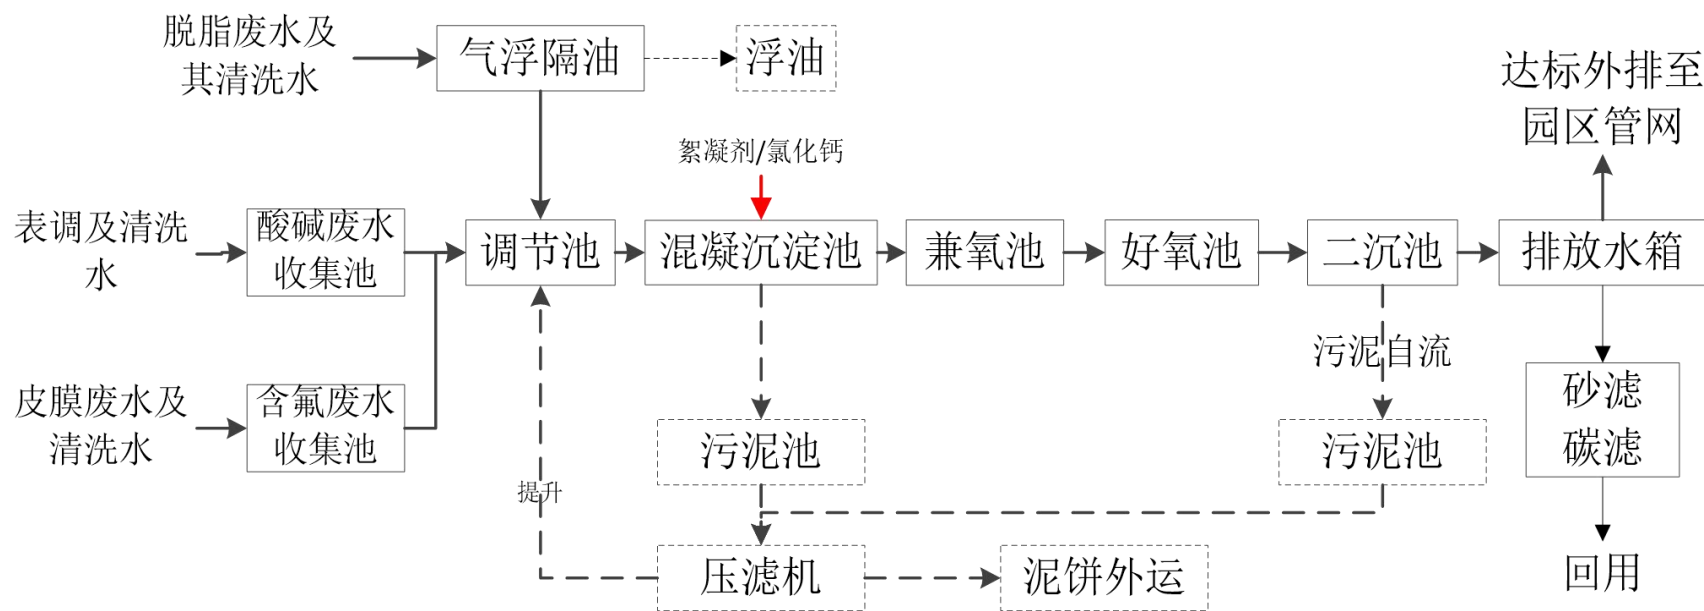 脱脂废水及
其清洗水
气浮隔油
浮油
达标外排至
园区管网
絮凝剂/氯化钙
表调及清洗
水
酸碱废水
收集池
调节池
混凝沉淀池
兼氧池
好氧池
二沉池
排放水箱
污泥自流
皮膜废水及
清洗水
含氟废水
收集池
污泥池
污泥池
砂滤
碳滤
提升
压滤机
泥饼外运
回用